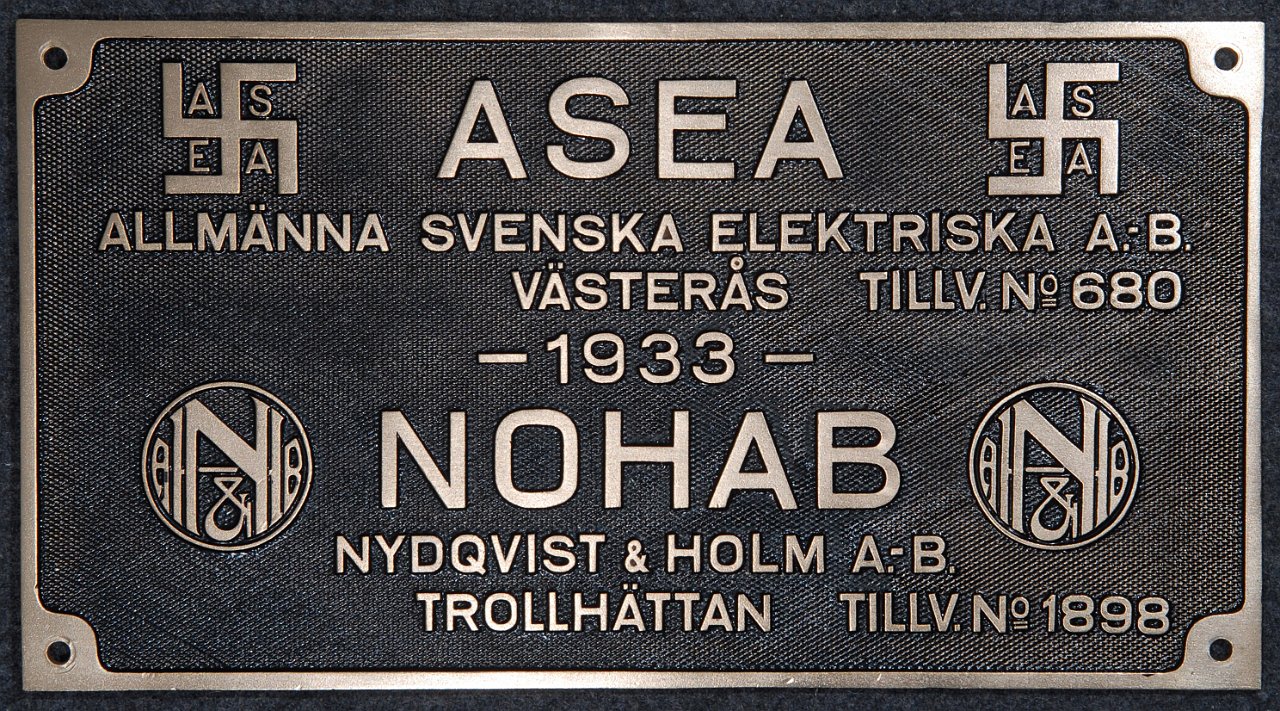 A S ASEA A S
E A E A
ALLMÄNNA SVENSKA ELEKTRISKA A.-B.
VÄSTERÅS TILLV. Nº 680
— 1933 —
NOHAB
N & H A B N & H A B
NYDQVIST & HOLM A.-B.
TROLLHÄTTAN TILLV. Nº 1898